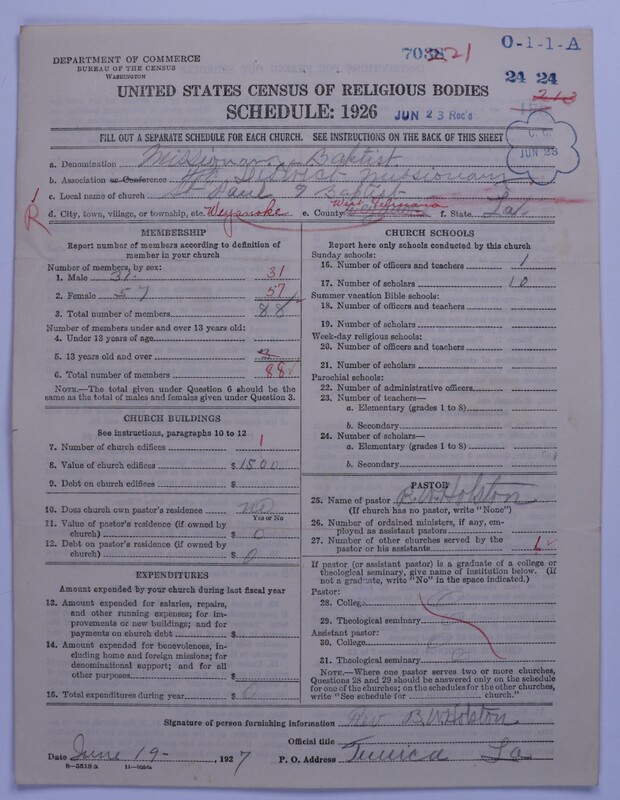 DEPARTMENT OF COMMERCE
BUREAU OF THE CENSUS
WASHINGTON
221
O-1-1-A
24 24
UNITED STATES CENSUS OF RELIGIOUS BODIES
SCHEDULE: 1926
JUN 23 Rec'd
213
FILL OUT A SEPARATE SCHEDULE FOR EACH CHURCH. SEE INSTRUCTIONS ON THE BACK OF THIS SHEET
C. G.
JUN 23
a. Denomination Missionary Baptist
b. Association or Conference District Missionary
c. Local name of church St Paul Baptist
R
d. City, town, village, or township, etc. Weyanoke e. County West Feliciana f. State La.
MEMBERSHIP
Report number of members according to definition of member in your church
Number of members, by sex:
1. Male 31. 31
2. Female 57 57
3. Total number of members 88
Number of members under and over 13 years old:
4. Under 13 years of age
5. 13 years old and over
6. Total number of members 88
NOTE.—The total given under Question 6 should be the same as the total of males and females given under Question 3.
CHURCH BUILDINGS
See instructions, paragraphs 10 to 12
7. Number of church edifices 1
8. Value of church edifices $1500
9. Debt on church edifices $
10. Does church own pastor's residence no
Yes or No
11. Value of pastor's residence (if owned by church) $ 0
12. Debt on pastor's residence (if owned by church) $ 0
EXPENDITURES
Amount expended by your church during last fiscal year
13. Amount expended for salaries, repairs, and other running expenses; for improvements or new buildings; and for payments on church debt $
14. Amount expended for benevolences, including home and foreign missions; for denominational support; and for all other purposes $
15. Total expenditures during year $ 0
CHURCH SCHOOLS
Report here only schools conducted by this church
Sunday schools:
16. Number of officers and teachers 1
17. Number of scholars 10
Summer vacation Bible schools:
18. Number of officers and teachers
19. Number of scholars
Week-day religious schools:
20. Number of officers and teachers
21. Number of scholars
Parochial schools:
22. Number of administrative officers
23. Number of teachers—
a. Elementary (grades 1 to 8)
b. Secondary
24. Number of scholars—
a. Elementary (grades 1 to 8)
b. Secondary
PASTOR
25. Name of pastor B. W. Holston
(If church has no pastor, write "None")
26. Number of ordained ministers, if any, employed as assistant pastors
27. Number of other churches served by the pastor or his assistants
If pastor (or assistant pastor) is a graduate of a college or theological seminary, give name of institution below. (If not a graduate, write "No" in the space indicated.)
Pastor:
28. College
29. Theological seminary
Assistant pastor:
30. College
31. Theological seminary
NOTE.—Where one pastor serves two or more churches, Questions 28 and 29 should be answered only on the schedule for one of the churches; on the schedules for the other churches, write "See schedule for church."
Signature of person furnishing information Rev B. W Holston
Official title
Date June 19- 1927 P. O. Address Tunica La